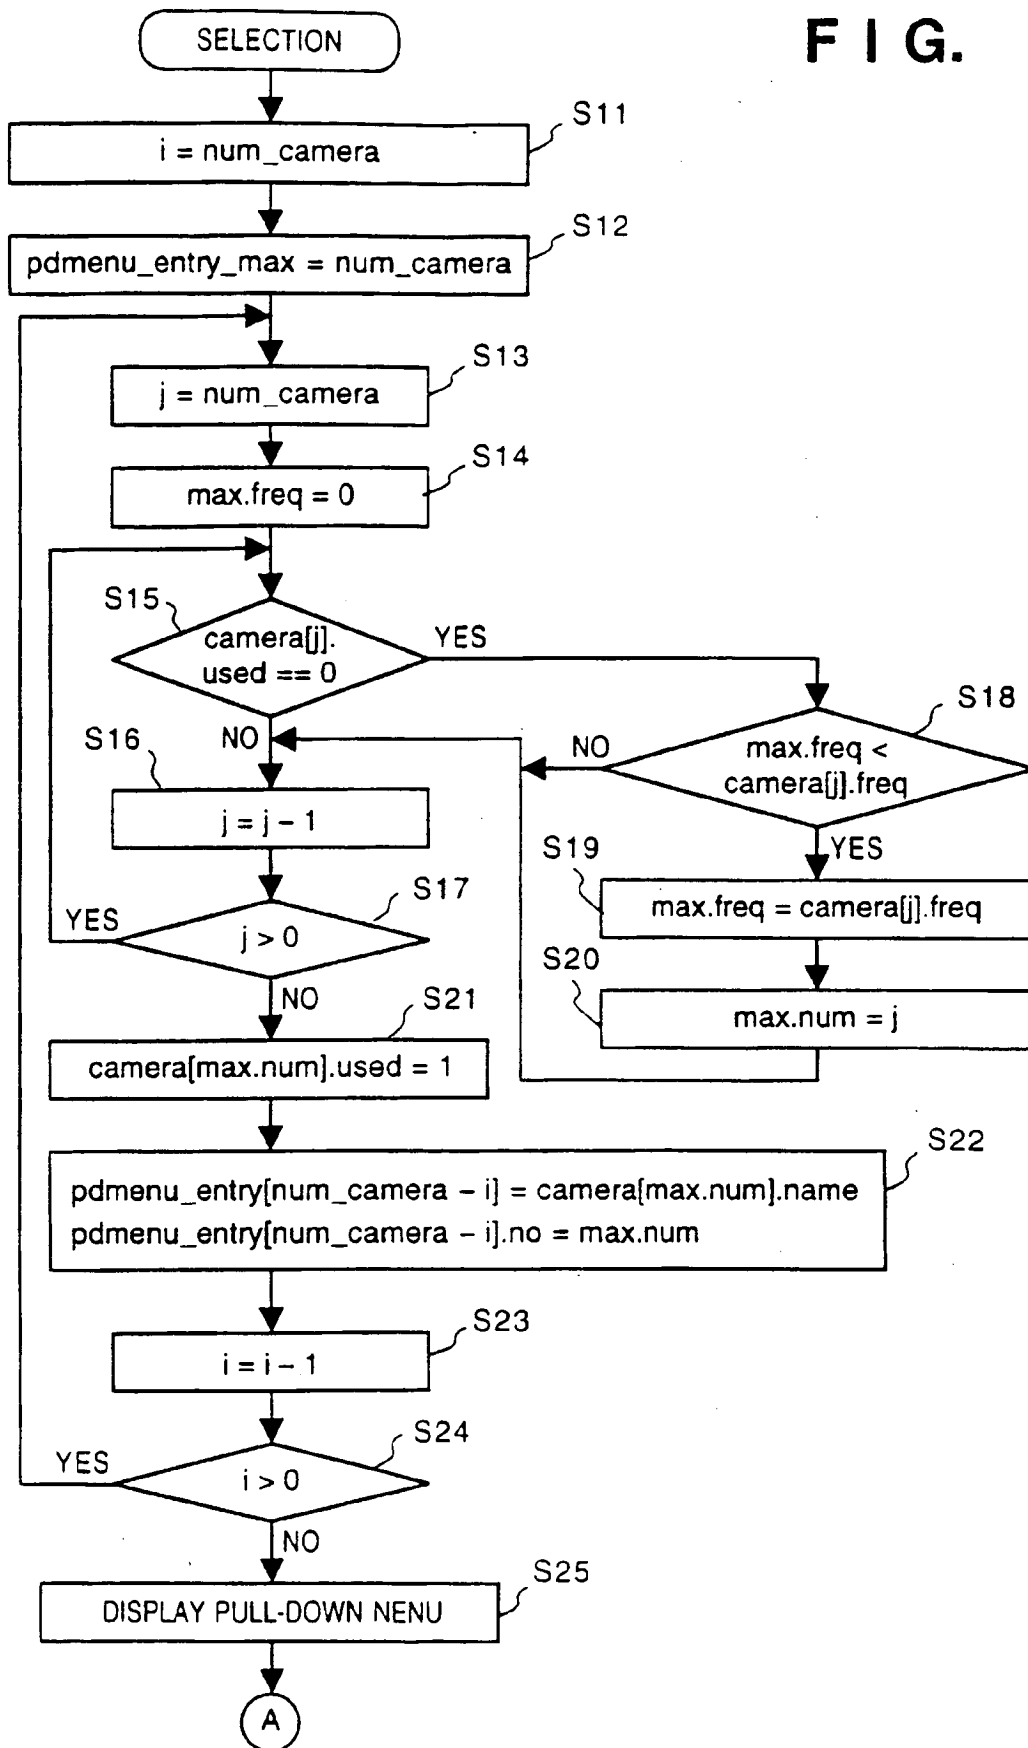 FIG.
SELECTION
S11
i = num_camera
S12
pdmenu_entry_max = num_camera
S13
j = num_camera
S14
max.freq = 0
S15
camera[j].
used == 0
YES
NO
S18
max.freq <
camera[j].freq
NO
YES
S16
j = j - 1
S19
max.freq = camera[j].freq
S17
j > 0
YES
NO
S20
max.num = j
S21
camera[max.num].used = 1
S22
pdmenu_entry[num_camera - i] = camera[max.num].name
pdmenu_entry[num_camera - i].no = max.num
S23
i = i - 1
S24
i > 0
YES
NO
S25
DISPLAY PULL-DOWN NENU
A